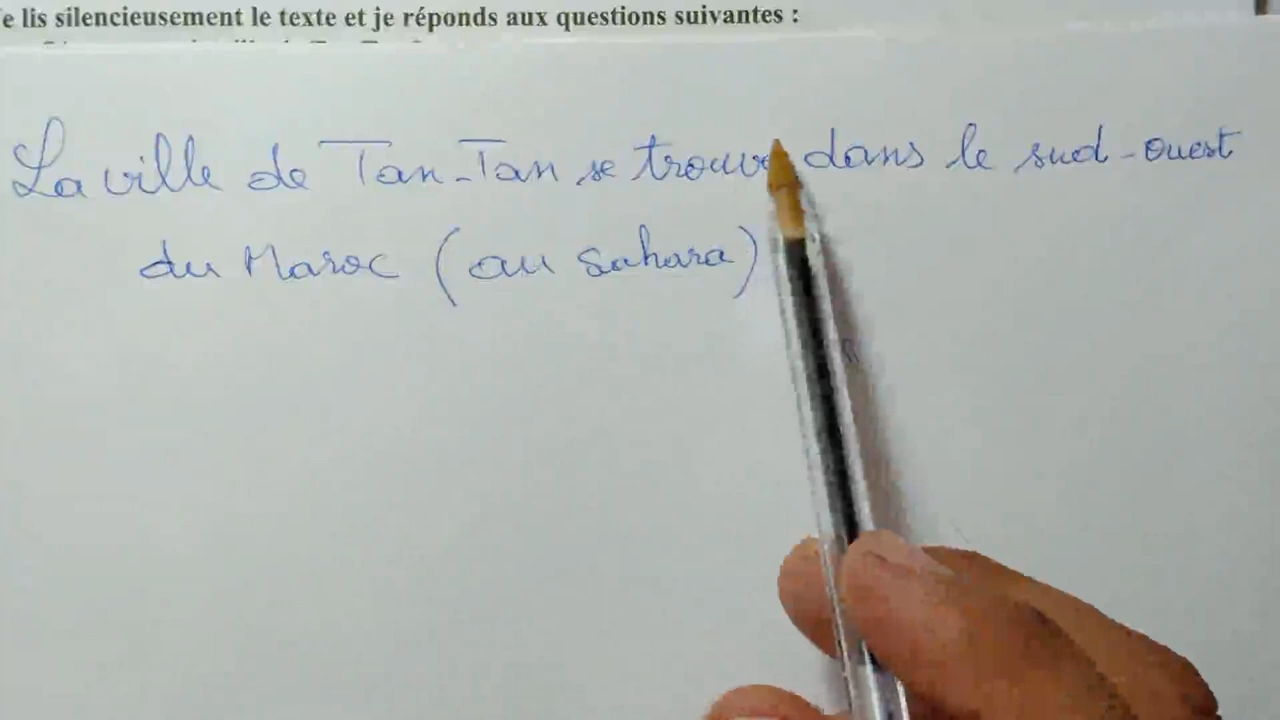 e lis silencieusement le texte et je réponds aux questions suivantes :
La ville de Tan-Tan se trouve dans le sud-ouest
du Maroc (au sahara)